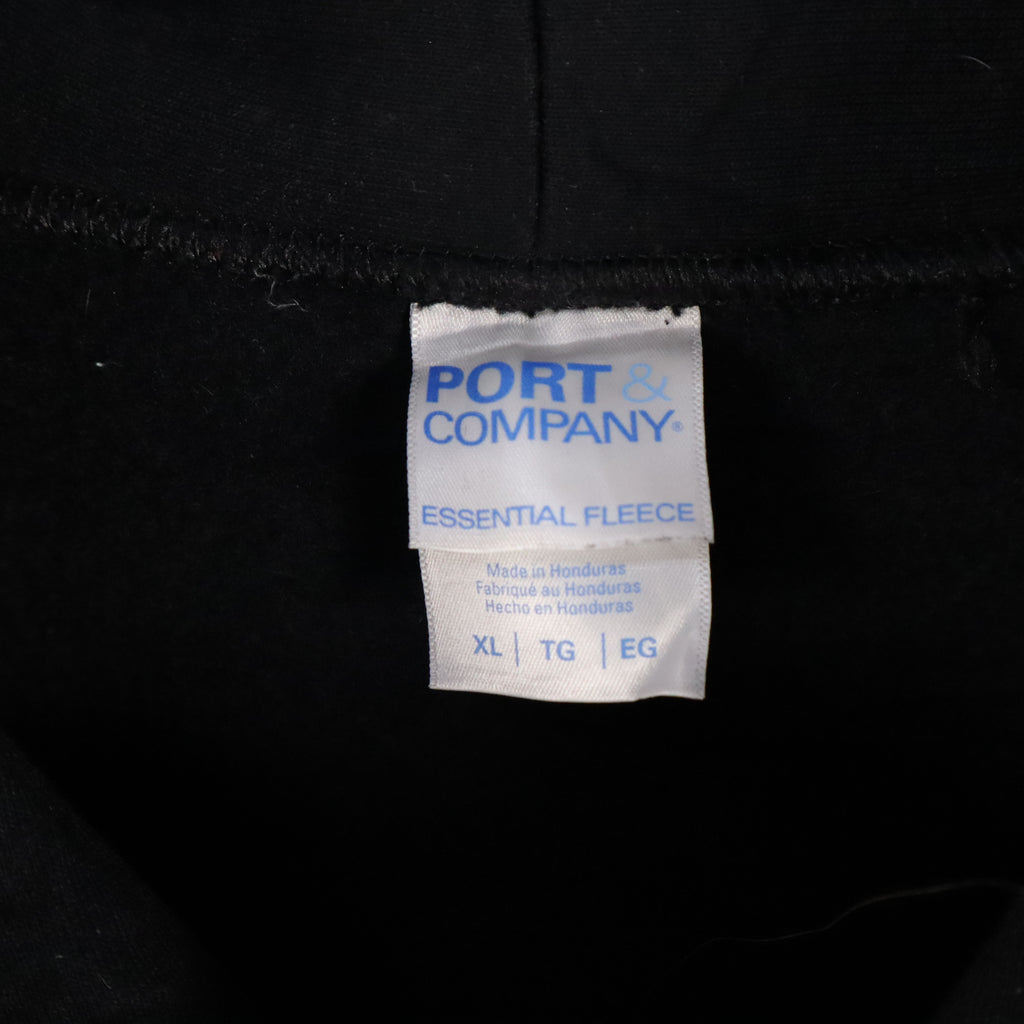 PORT &
COMPANY®
ESSENTIAL FLEECE
Made in Honduras
Fabriqué au Honduras
Hecho en Honduras
XL | TG | EG